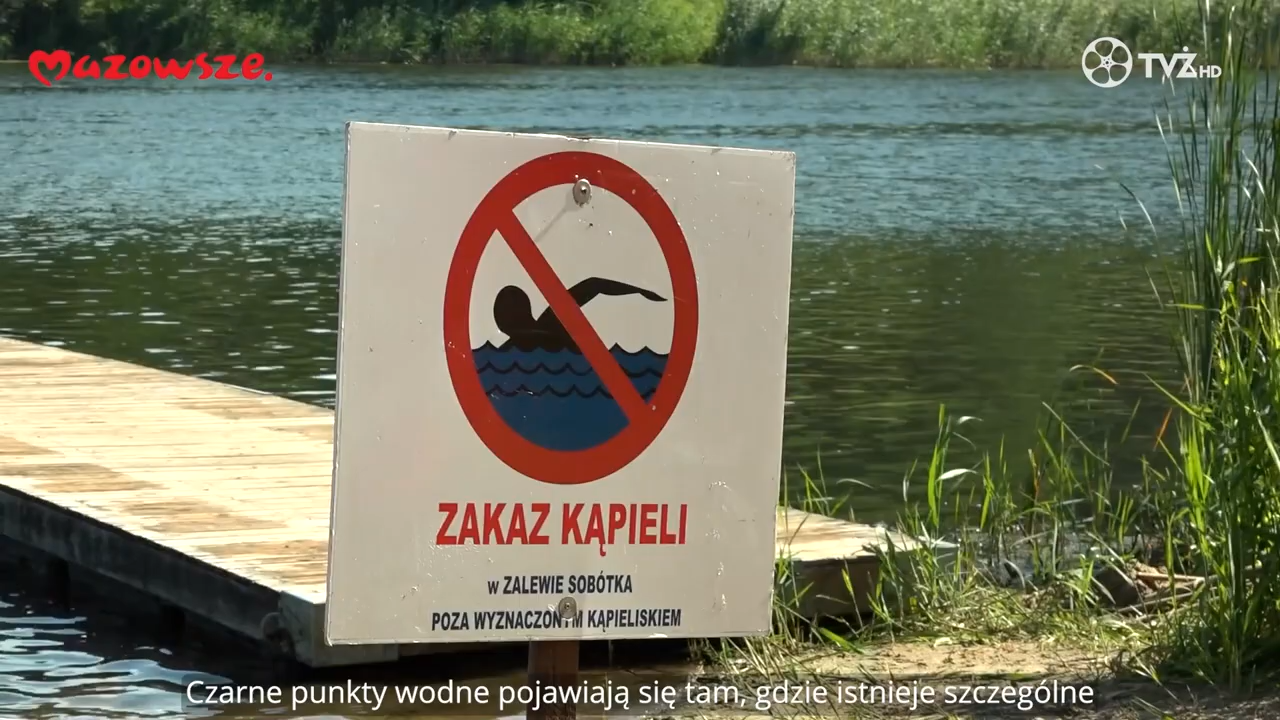 Mazowsze.
TVŻ HD
ZAKAZ KĄPIELI
w ZALEWIE SOBÓTKA
POZA WYZNACZONYM KĄPIELISKIEM
Czarne punkty wodne pojawiają się tam, gdzie istnieje szczególne